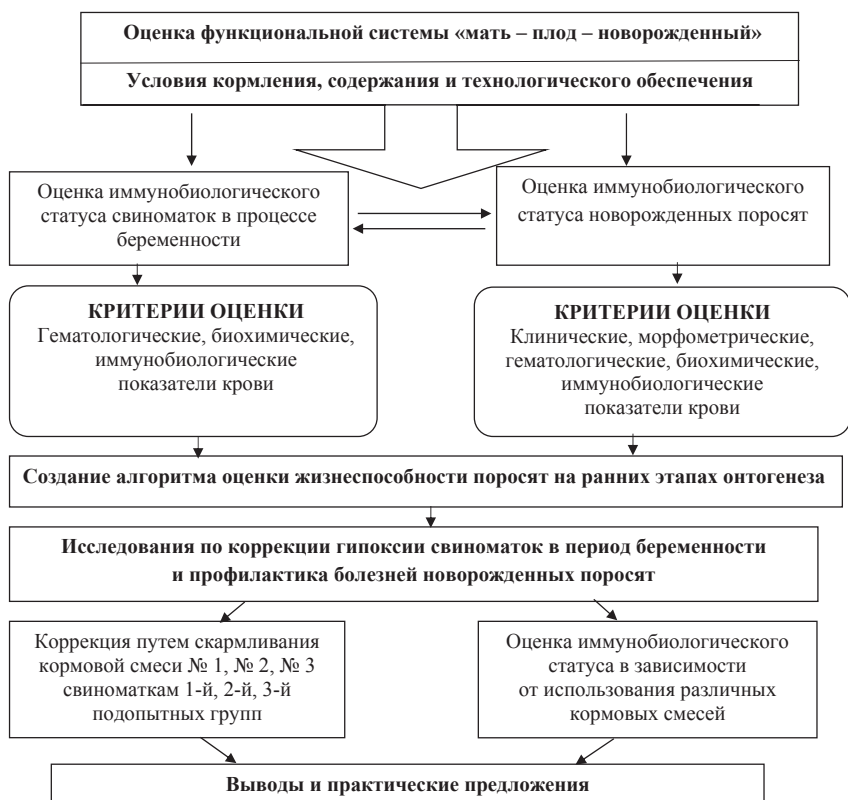 Оценка функциональной системы «мать – плод – новорожденный»
Условия кормления, содержания и технологического обеспечения
Оценка иммунобиологического
статуса свиноматок в процессе
беременности
Оценка иммунобиологического
статуса новорожденных поросят
КРИТЕРИИ ОЦЕНКИ
Гематологические, биохимические,
иммунобиологические
показатели крови
КРИТЕРИИ ОЦЕНКИ
Клинические, морфометрические,
гематологические, биохимические,
иммунобиологические
показатели крови
Создание алгоритма оценки жизнеспособности поросят на ранних этапах онтогенеза
Исследования по коррекции гипоксии свиноматок в период беременности
и профилактика болезней новорожденных поросят
Коррекция путем скармливания
кормовой смеси № 1, № 2, № 3
свиноматкам 1-й, 2-й, 3-й
подопытных групп
Оценка иммунобиологического
статуса в зависимости
от использования различных
кормовых смесей
Выводы и практические предложения